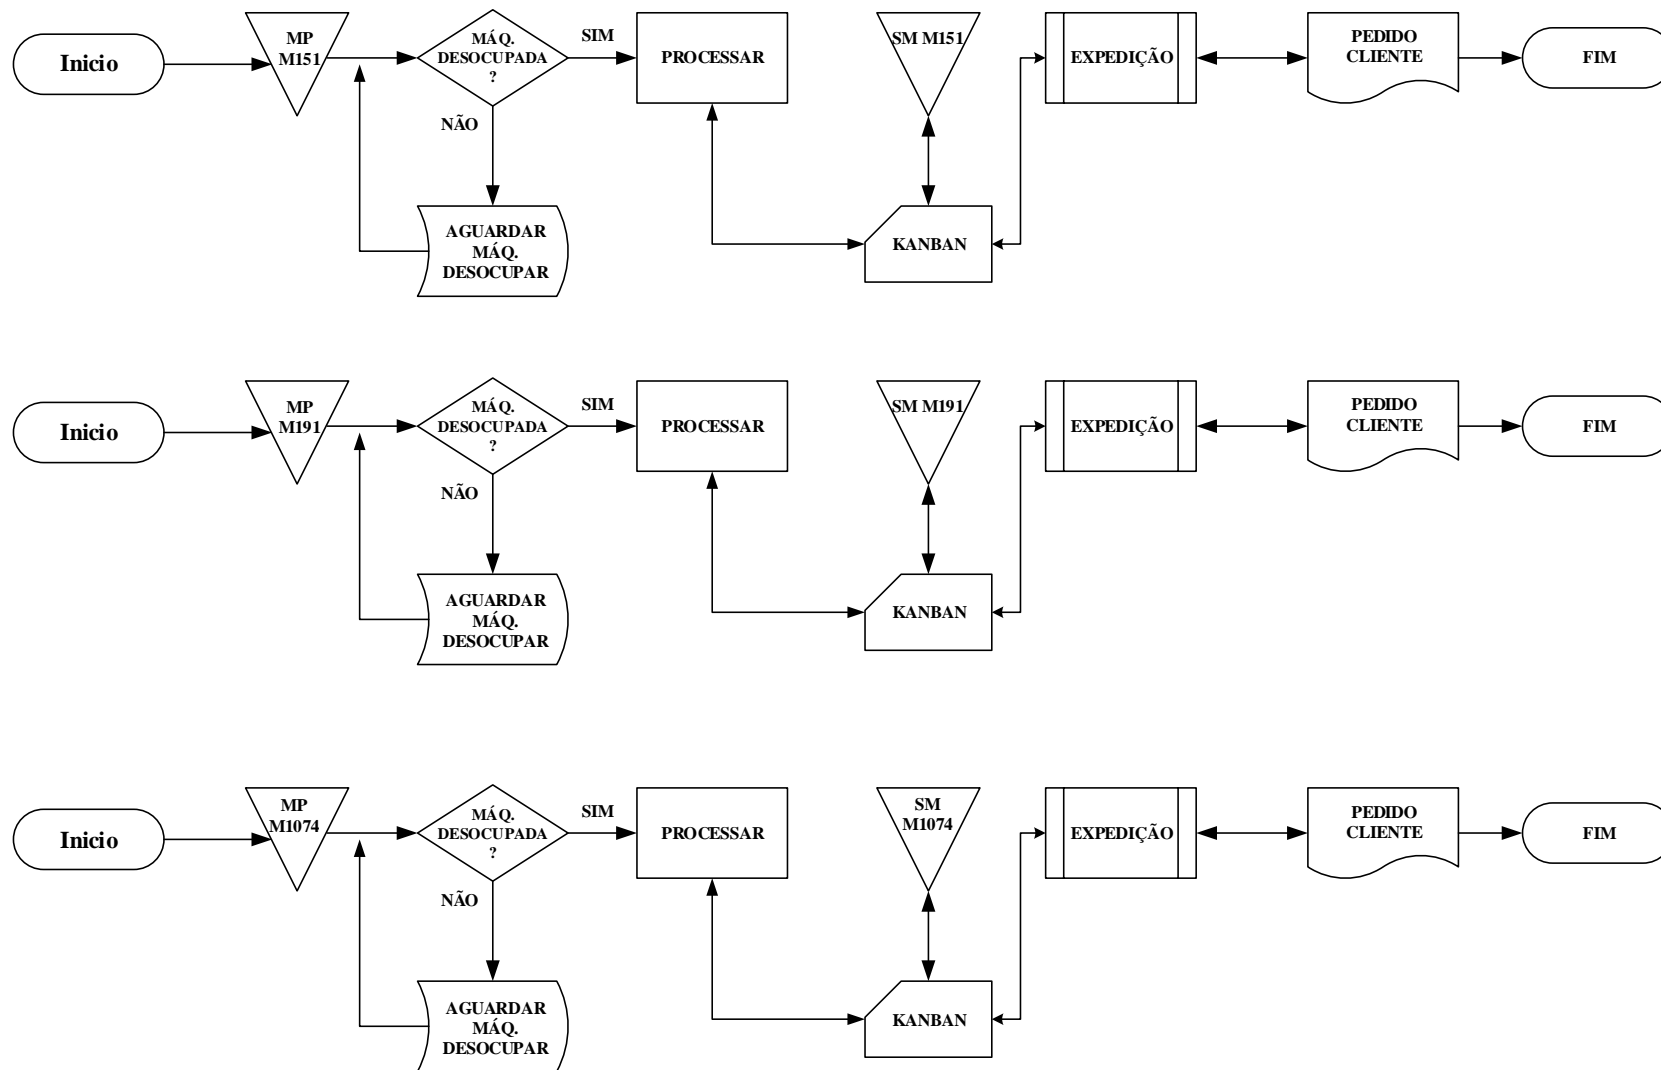 Inicio
MP
M151
MÁQ.
DESOCUPADA
?
SIM
NÃO
AGUARDAR
MÁQ.
DESOCUPAR
PROCESSAR
SM M151
KANBAN
EXPEDIÇÃO
PEDIDO
CLIENTE
FIM
Inicio
MP
M191
MÁQ.
DESOCUPADA
?
SIM
NÃO
AGUARDAR
MÁQ.
DESOCUPAR
PROCESSAR
SM M191
KANBAN
EXPEDIÇÃO
PEDIDO
CLIENTE
FIM
Inicio
MP
M1074
MÁQ.
DESOCUPADA
?
SIM
NÃO
AGUARDAR
MÁQ.
DESOCUPAR
PROCESSAR
SM
M1074
KANBAN
EXPEDIÇÃO
PEDIDO
CLIENTE
FIM